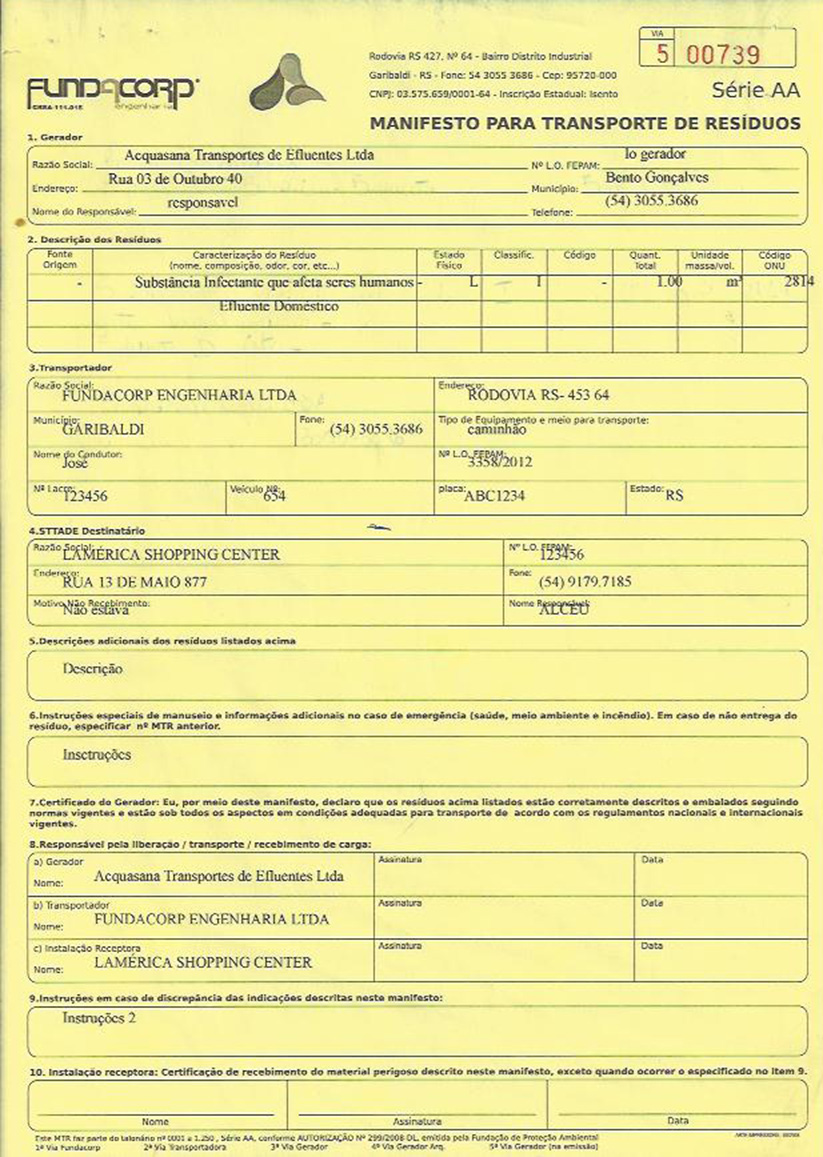 FUNDACORP
engenharia
Rodovia RS 427, Nº 64 - Bairro Distrito Industrial
Garibaldi - RS - Fone: 54 3055 3686 - Cep: 95720-000
CNPJ: 03.575.659/0001-64 - Inscrição Estadual: Isento
VIA
5 00739
Série AA
MANIFESTO PARA TRANSPORTE DE RESÍDUOS
1. Gerador
Razão Social: Acquasana Transportes de Efluentes Ltda Nº L.O. FEPAM: lo gerador
Endereço: Rua 03 de Outubro 40 Município: Bento Gonçalves
Nome do Responsável: responsavel Telefone: (54) 3055.3686
2. Descrição dos Resíduos
Fonte Origem Caracterização do Resíduo (nome, composição, odor, cor, etc...) Estado Físico Classific. Código Quant. Total Unidade massa/vol. Código ONU
- Substância Infectante que afeta seres humanos - L I - 1.00 m³ 2814
Efluente Doméstico
3.Transportador
Razão Social: FUNDACORP ENGENHARIA LTDA Endereço: RODOVIA RS- 453 64
Município: GARIBALDI Fone: (54) 3055.3686 Tipo de Equipamento e meio para transporte: caminhão
Nome do Condutor: José Nº L.O. FEPAM: 3358/2012
Nº Lacre: 123456 Veículo Nº: 654 placa: ABC1234 Estado: RS
4.STTADE Destinatário
Razão Social: LAMÉRICA SHOPPING CENTER Nº L.O. FEPAM: 123456
Endereço: RUA 13 DE MAIO 877 Fone: (54) 9179.7185
Motivo Não Recebimento: Não estava Nome Responsável: ALCEU
5.Descrições adicionais dos resíduos listados acima
Descrição
6.Instruções especiais de manuseio e informações adicionais no caso de emergência (saúde, meio ambiente e incêndio). Em caso de não entrega do
resíduo, especificar nº MTR anterior.
Insctruções
7.Certificado do Gerador: Eu, por meio deste manifesto, declaro que os resíduos acima listados estão corretamente descritos e embalados seguindo
normas vigentes e estão sob todos os aspectos em condições adequadas para transporte de acordo com os regulamentos nacionais e internacionais
vigentes.
8.Responsável pela liberação / transporte / recebimento de carga:
a) Gerador Assinatura Data
Nome: Acquasana Transportes de Efluentes Ltda
b) Transportador Assinatura Data
Nome: FUNDACORP ENGENHARIA LTDA
c) Instalação Receptora Assinatura Data
Nome: LAMÉRICA SHOPPING CENTER
9.Instruções em caso de discrepância das indicações descritas neste manifesto:
Instruções 2
10. Instalação receptora: Certificação de recebimento do material perigoso descrito neste manifesto, exceto quando ocorrer o especificado no item 9.
Nome Assinatura Data
Este MTR faz parte do talonário nº 0001 a 1.250 , Série AA, conforme AUTORIZAÇÃO Nº 299/2008-DL, emitida pela Fundação de Proteção Ambiental
1ª Via Fundacorp 2ª Via Transportadora 3ª Via Gerador 4ª Via Gerador Arq. 5ª Via Gerador (na emissão)